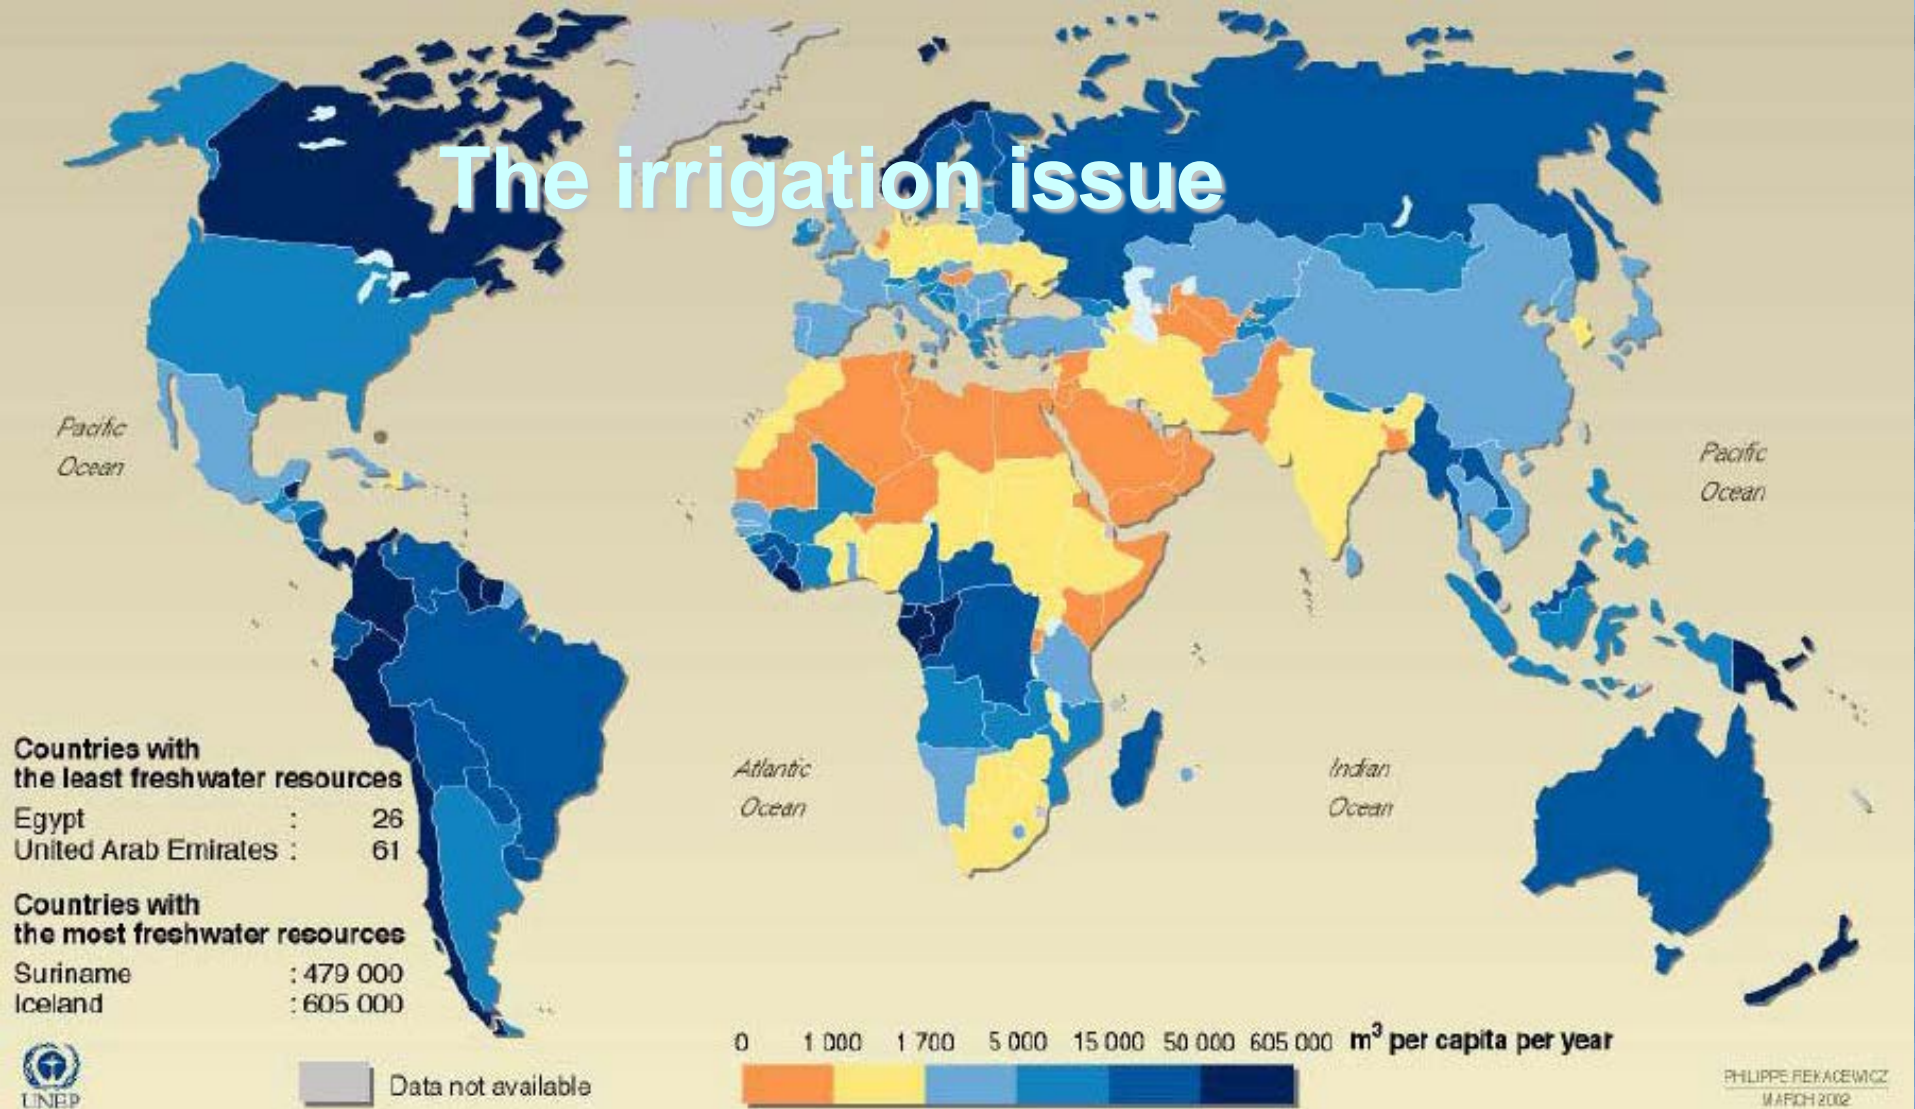 The irrigation issue
Pacific
Ocean
Pacific
Ocean
Atlantic
Ocean
Indian
Ocean
Countries with
the least freshwater resources
Egypt : 26
United Arab Emirates : 61
Countries with
the most freshwater resources
Suriname : 479 000
Iceland : 605 000
0 1 000 1 700 5 000 15 000 50 000 605 000 m³ per capita per year
Data not available
UNEP
PHILIPPE REKACEWICZ
MARCH 2002